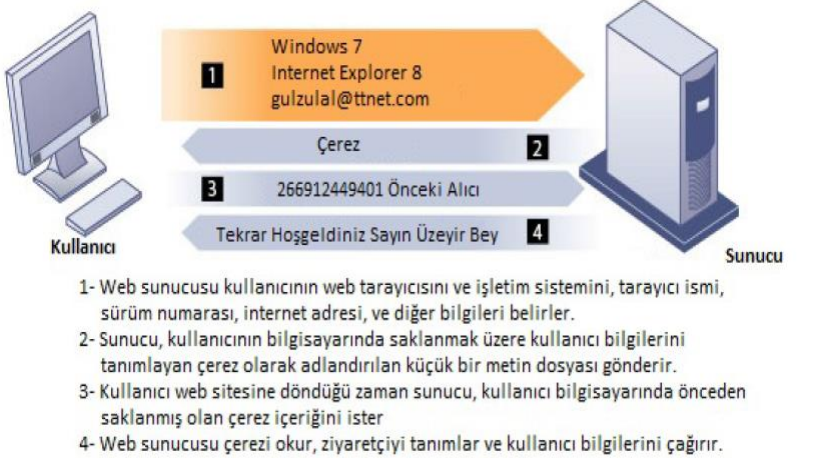 Windows 7
1 Internet Explorer 8
gulzulal@ttnet.com
Çerez 2
3 266912449401 Önceki Alıcı
Tekrar Hoşgeldiniz Sayın Üzeyir Bey 4
Kullanıcı
Sunucu
1- Web sunucusu kullanıcının web tarayıcısını ve işletim sistemini, tarayıcı ismi,
sürüm numarası, internet adresi, ve diğer bilgileri belirler.
2- Sunucu, kullanıcının bilgisayarında saklanmak üzere kullanıcı bilgilerini
tanımlayan çerez olarak adlandırılan küçük bir metin dosyası gönderir.
3- Kullanıcı web sitesine döndüğü zaman sunucu, kullanıcı bilgisayarında önceden
saklanmış olan çerez içeriğini ister
4- Web sunucusu çerezi okur, ziyaretçiyi tanımlar ve kullanıcı bilgilerini çağırır.